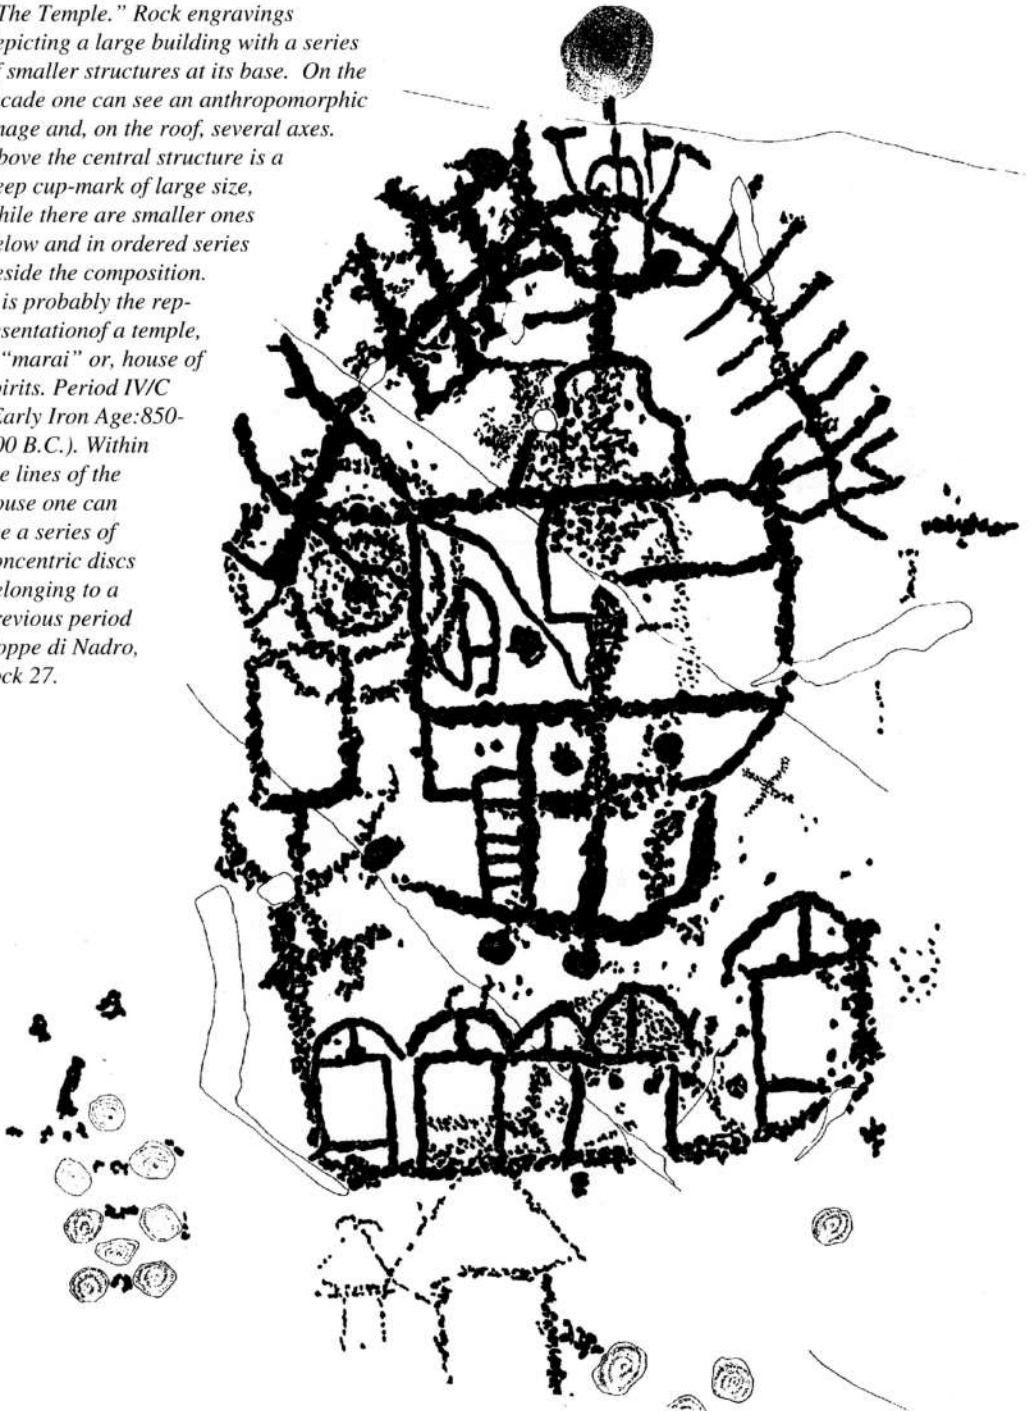 The Temple.” Rock engravings
epicting a large building with a series
f smaller structures at its base. On the
cade one can see an anthropomorphic
nage and, on the roof, several axes.
bove the central structure is a
eep cup-mark of large size,
hile there are smaller ones
elow and in ordered series
eside the composition.
is probably the rep-
esentationof a temple,
“marai” or, house of
pirits. Period IV/C
Early Iron Age:850-
00 B.C.). Within
e lines of the
ouse one can
e a series of
oncentric discs
elonging to a
revious period
oppe di Nadro,
ock 27.